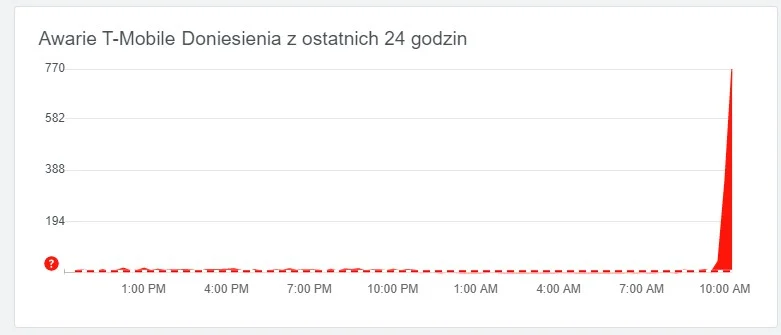 Awarie T-Mobile Doniesienia z ostatnich 24 godzin
770
582
388
194
?
1:00 PM 4:00 PM 7:00 PM 10:00 PM 1:00 AM 4:00 AM 7:00 AM 10:00 AM